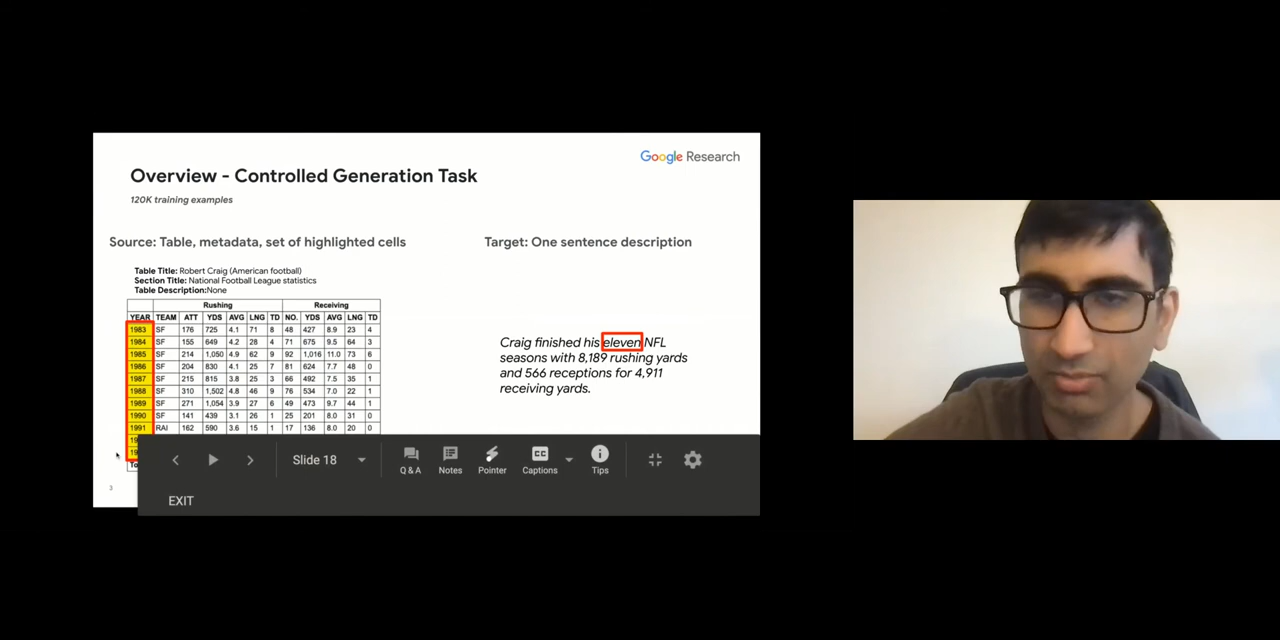 Google Research
Overview - Controlled Generation Task
120K training examples
Source: Table, metadata, set of highlighted cells
Target: One sentence description
Table Title: Robert Craig (American football)
Section Title: National Football League statistics
Table Description:None
Rushing Receiving
YEAR TEAM ATT YDS AVG LNG TD NO. YDS AVG LNG TD
1983 SF 176 725 4.1 71 8 48 427 8.9 23 4
1984 SF 155 649 4.2 28 4 71 675 9.5 64 3
1985 SF 214 1,050 4.9 62 9 92 1,016 11.0 73 6
1986 SF 204 830 4.1 25 7 81 624 7.7 48 0
1987 SF 215 815 3.8 25 3 66 492 7.5 35 1
1988 SF 310 1,502 4.8 46 9 76 534 7.0 22 1
1989 SF 271 1,054 3.9 27 6 49 473 9.7 44 1
1990 SF 141 439 3.1 26 1 25 201 8.0 31 0
1991 RAI 162 590 3.6 15 1 17 136 8.0 20 0
Craig finished his eleven NFL
seasons with 8,189 rushing yards
and 566 receptions for 4,911
receiving yards.
3
Slide 18
Q & A
Notes
Pointer
CC
Captions
Tips
EXIT